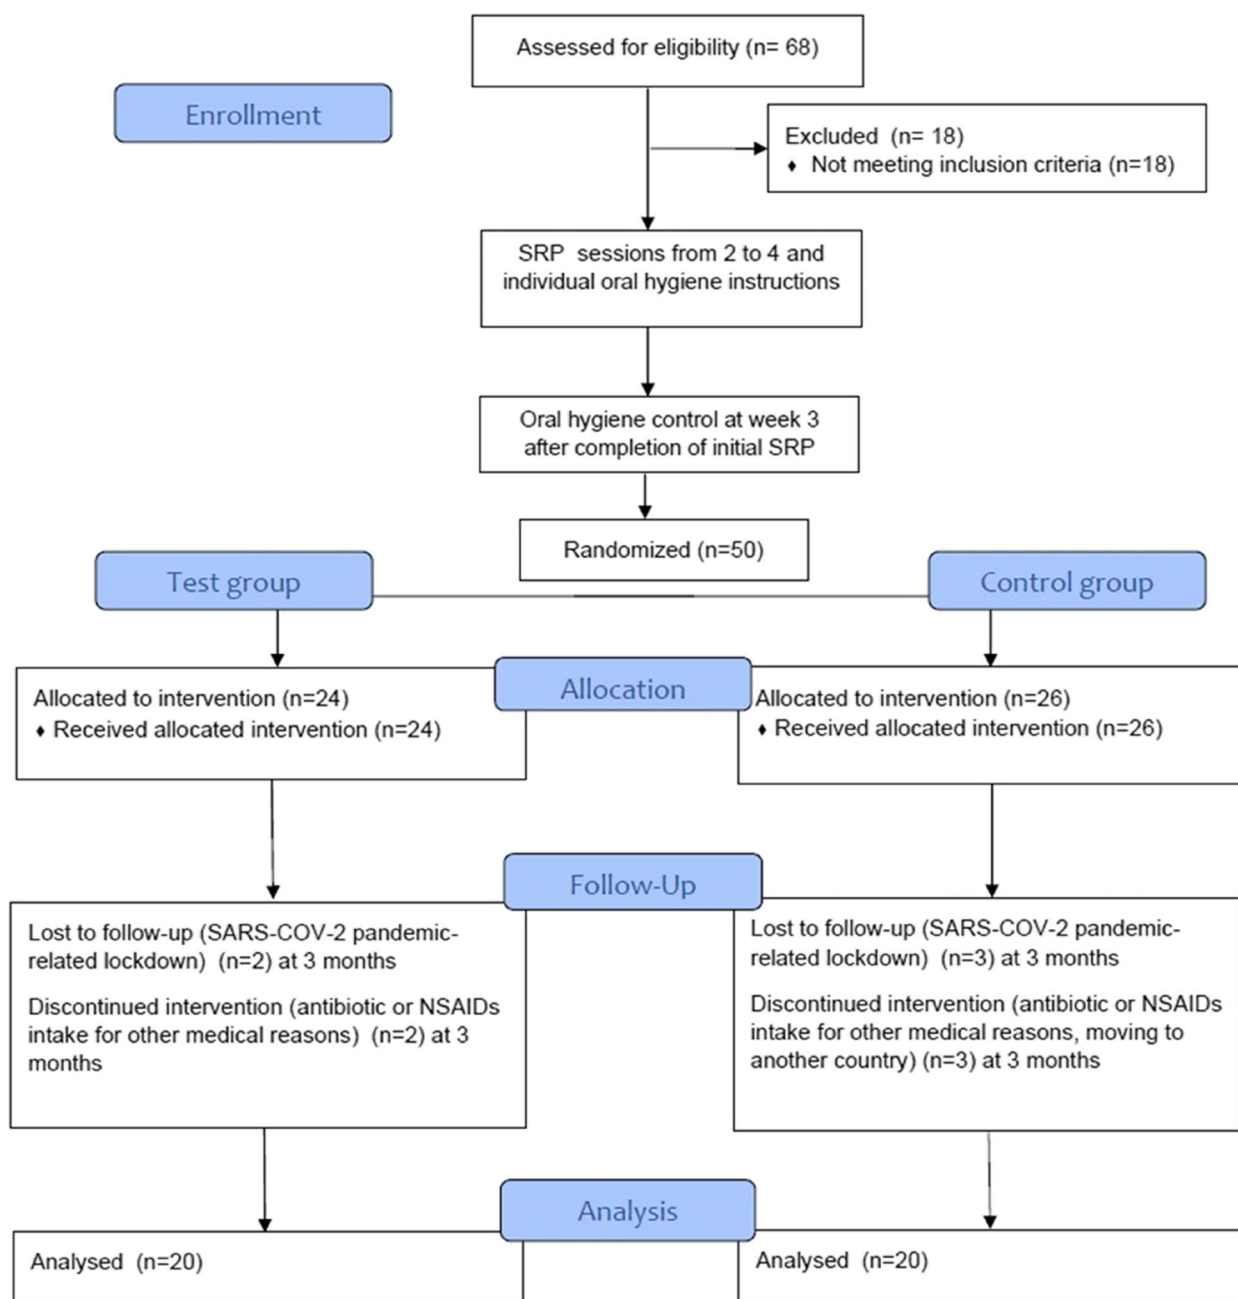 Assessed for eligibility (n= 68)
Enrollment
Excluded  (n= 18)
♦ Not meeting inclusion criteria (n=18)
SRP  sessions from 2 to 4 and
individual oral hygiene instructions
Oral hygiene control at week 3
after completion of initial SRP
Randomized (n=50)
Test group
Control group
Allocation
Allocated to intervention (n=24)
♦ Received allocated intervention (n=24)
Allocated to intervention (n=26)
♦ Received allocated intervention (n=26)
Follow-Up
Lost to follow-up (SARS-COV-2 pandemic-
related lockdown)  (n=2) at 3 months
Discontinued intervention (antibiotic or NSAIDs
intake for other medical reasons)  (n=2) at 3
months
Lost to follow-up (SARS-COV-2 pandemic-
related lockdown)  (n=3) at 3 months
Discontinued intervention (antibiotic or NSAIDs
intake for other medical reasons, moving to
another country) (n=3) at 3 months
Analysis
Analysed  (n=20)
Analysed  (n=20)